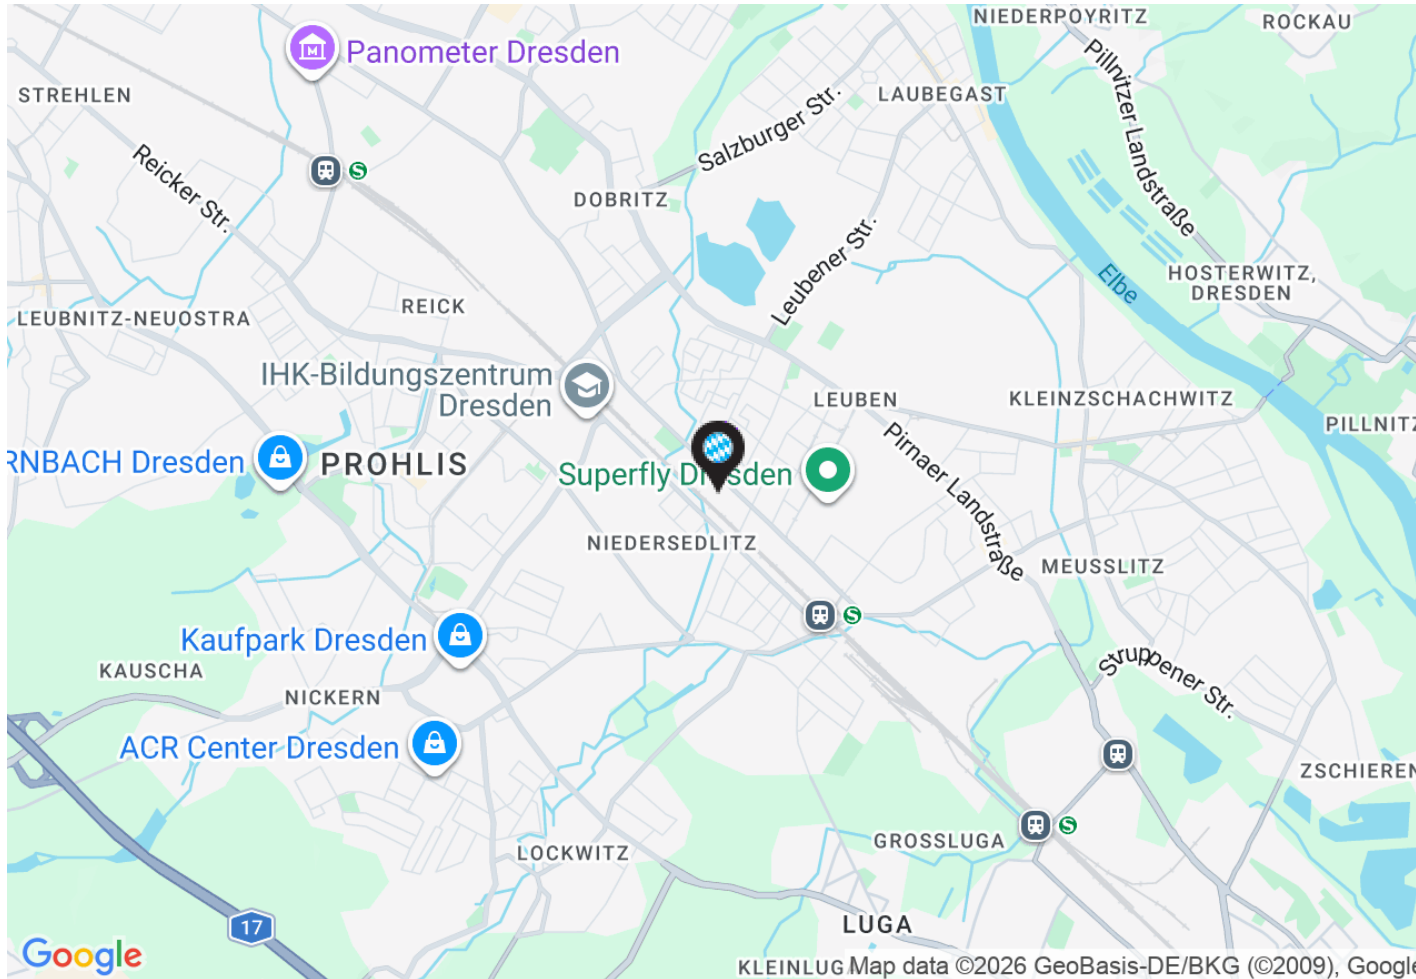 NIEDERPOYRITZ
ROCKAU
Panometer Dresden
Pillnitzer Landstraße
STREHLEN
LAUBEGAST
Salzburger Str.
Reicker Str.
DOBRITZ
Leubener Str.
Elbe
HOSTERWITZ,
DRESDEN
REICK
LEUBNITZ-NEUOSTRA
IHK-Bildungszentrum
Dresden
LEUBEN
KLEINZSCHACHWITZ
PILLNITZ
Pirnaer Landstraße
RNBACH Dresden
PROHLIS
Superfly Dresden
NIEDERSEDLITZ
MEUSSLITZ
S
S
Kaufpark Dresden
KAUSCHA
NICKERN
Struppener Str.
ACR Center Dresden
ZSCHIEREN
S
GROSSLUGA
LOCKWITZ
17
LUGA
Google
KLEINLUGA
Map data ©2026 GeoBasis-DE/BKG (©2009), Google